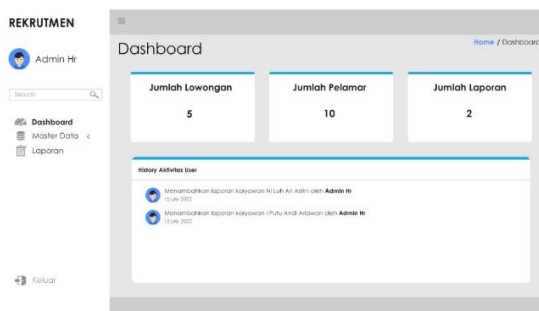 REKRUTMEN
Admin Hr
Search
Dashboard
Master Data <
Laporan
Keluar
Dashboard
Home / Dashboard
Jumlah Lowongan
5
Jumlah Pelamar
10
Jumlah Laporan
2
History Aktivitas User
Menambahkan laporan karyawan Ni Luh Ari Astini oleh Admin Hr
13 July 2022
Menambahkan laporan karyawan I Putu Andi Ariawan oleh Admin Hr
13 July 2022